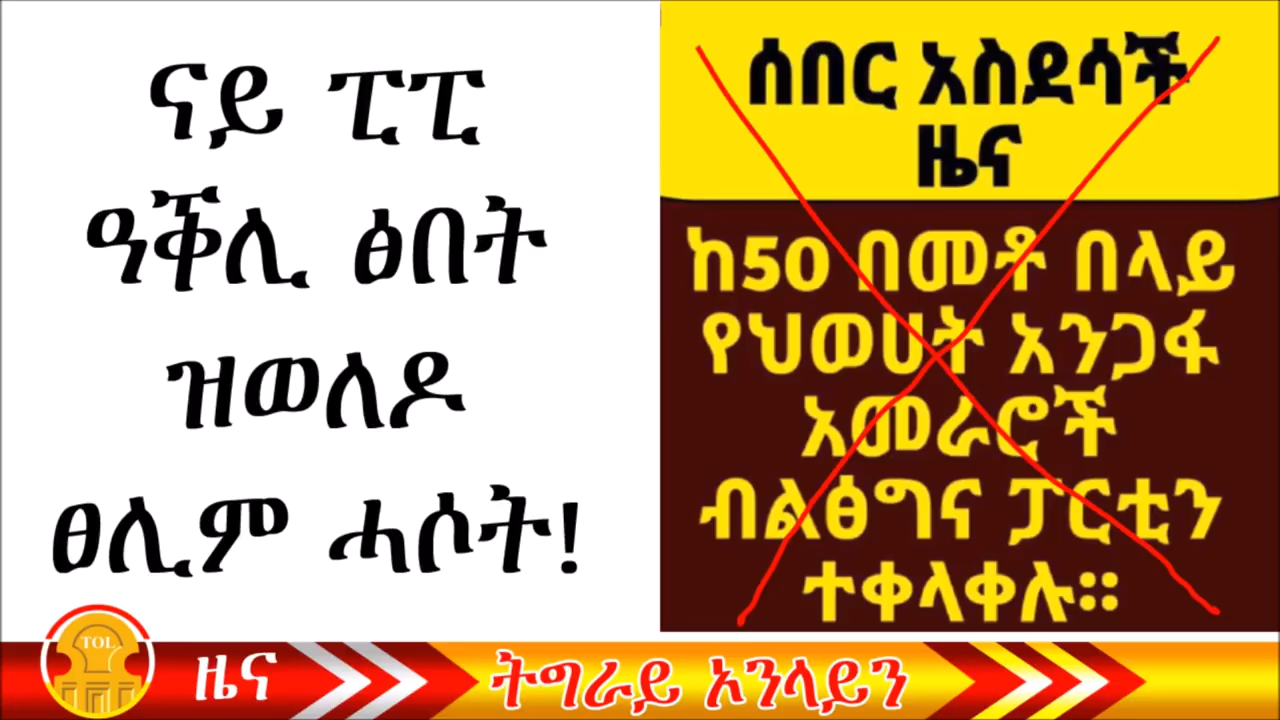 ናይ ፒፒ
ዓቕሊ ፅበት
ዝወለዶ
ፀሊም ሓሶት!
ሰበር አስደሳች
ዜና
ከ50 በመቶ በላይ
የህወሀት አንጋፋ
አመራሮች
ብልፅግና ፓርቲን
ተቀላቀሉ።
TOL
ዜና
ትግራይ ኦንላይን